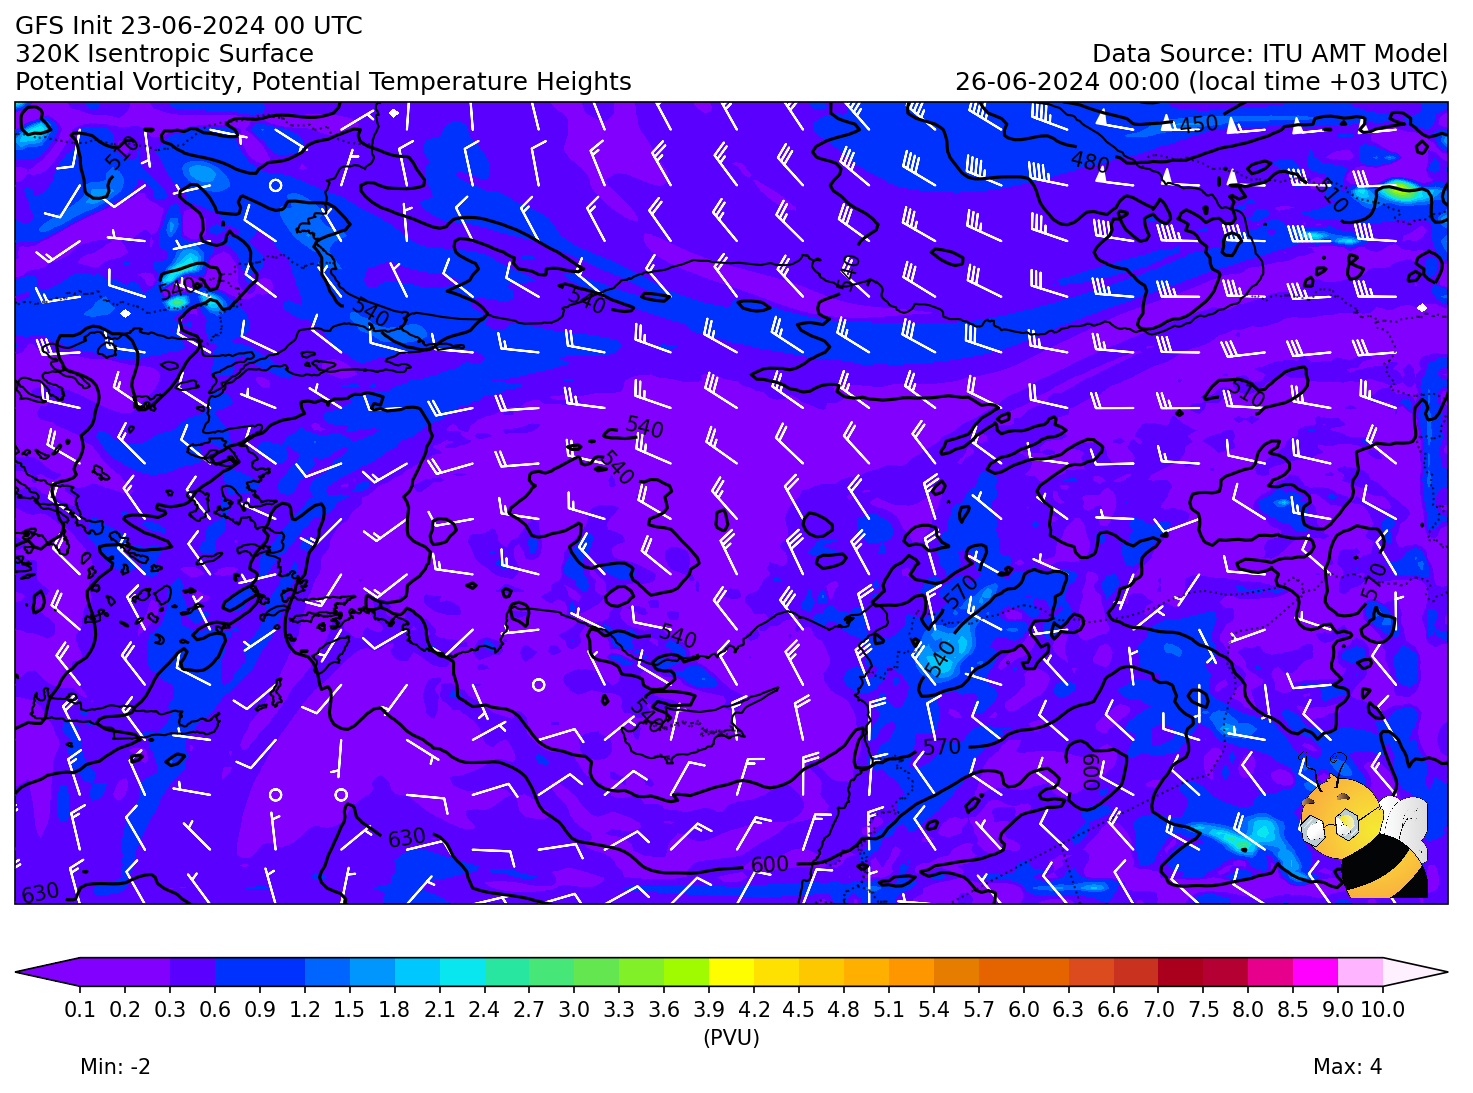 GFS Init 23-06-2024 00 UTC
320K Isentropic Surface
Data Source: ITU AMT Model
Potential Vorticity, Potential Temperature Heights
26-06-2024 00:00 (local time +03 UTC)
450
510
480
510
540
540
540
540
510
540
540
570
570
540
540
540
570
600
630
600
630
0.1 0.2 0.3 0.6 0.9 1.2 1.5 1.8 2.1 2.4 2.7 3.0 3.3 3.6 3.9 4.2 4.5 4.8 5.1 5.4 5.7 6.0 6.3 6.6 7.0 7.5 8.0 8.5 9.0 10.0
(PVU)
Min: -2
Max: 4